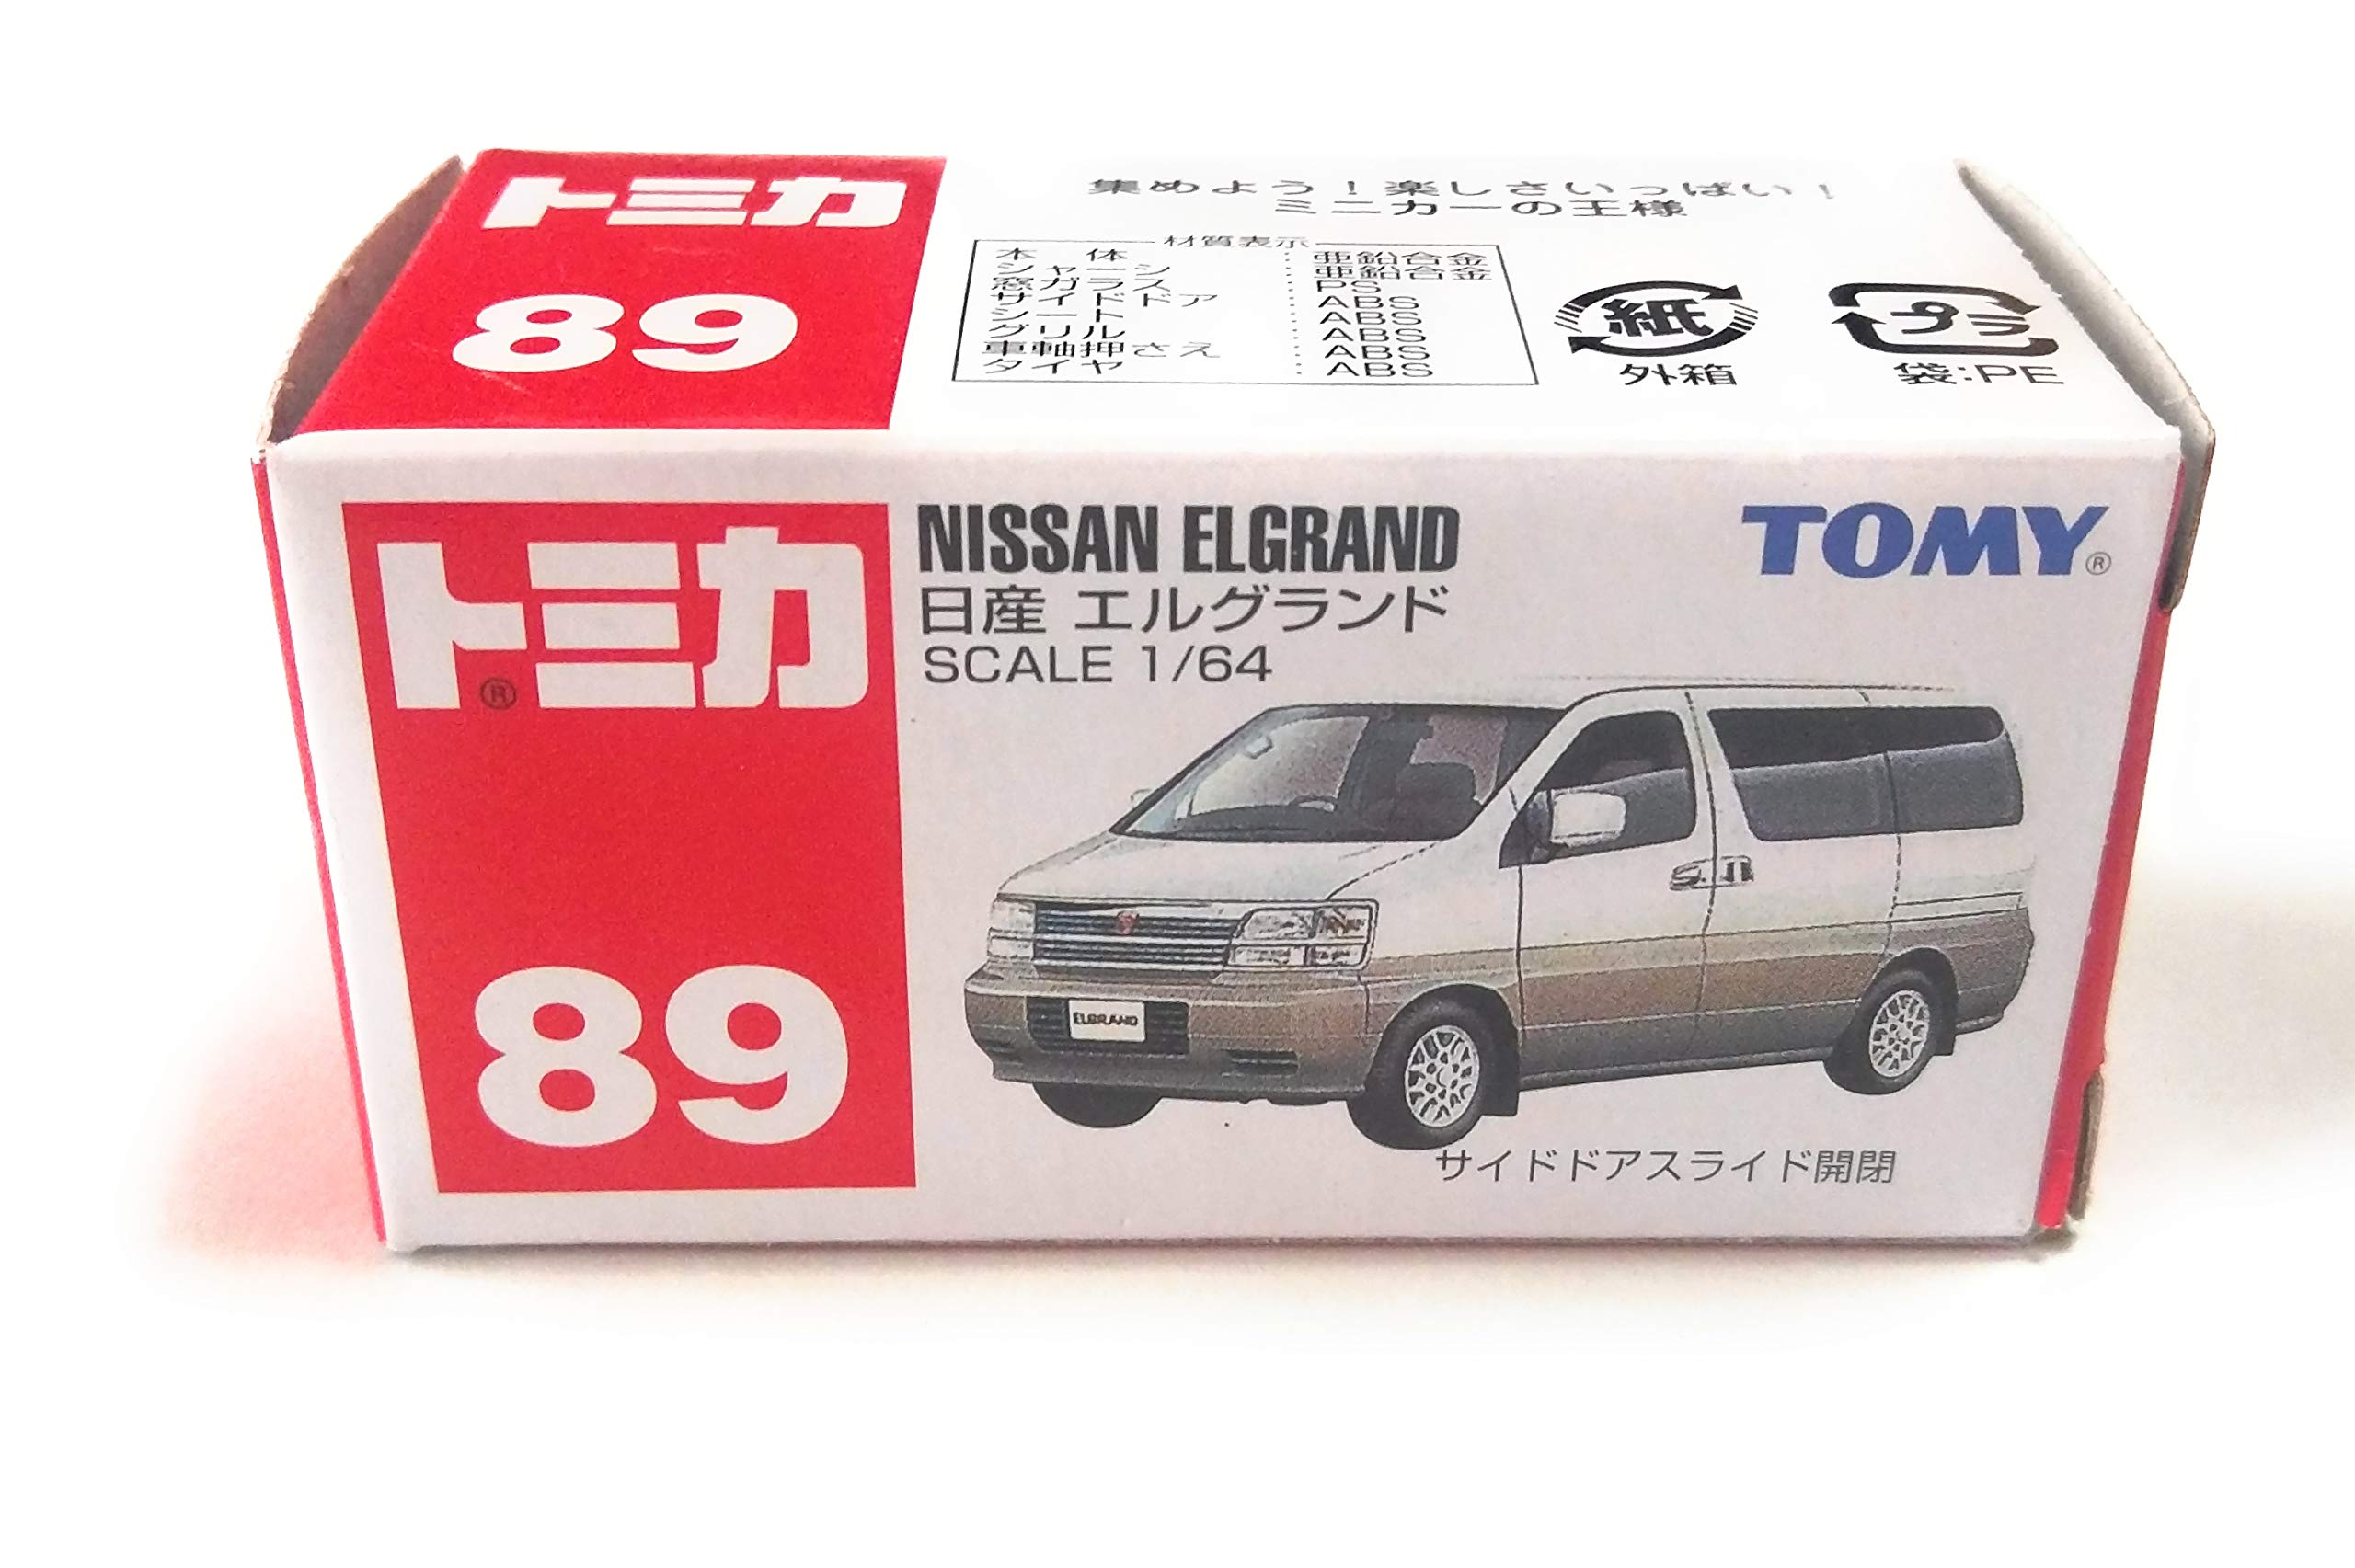 トミカ
89
集めよう!楽しさいっぱい!
ミニカーの王様
材質表示
本体 亜鉛合金
シャーシ 亜鉛合金
窓ガラス PS
サイドドア ABS
シート ABS
グリル ABS
車軸押さえ ABS
タイヤ ABS
紙
外箱
プラ
袋:PE
トミカ®
89
NISSAN ELGRAND
日産 エルグランド
SCALE 1/64
TOMY®
ELGRAND
サイドドアスライド開閉